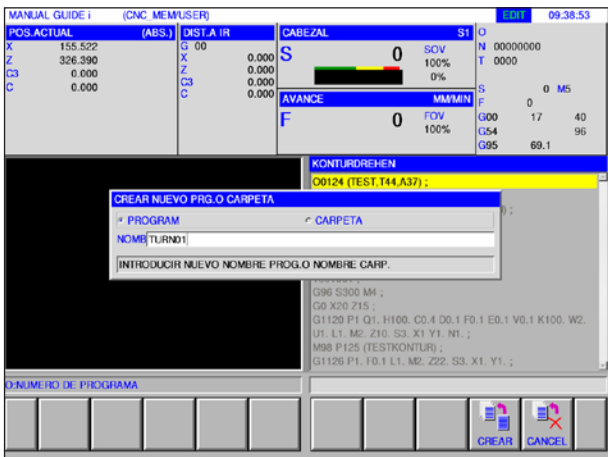 MANUAL GUIDE i (CNC_MEM/USER) EDIT 09:38:53
POS.ACTUAL (ABS.)
X 155.522
Z 326.390
C3 0.000
C 0.000
DIST.A IR
G 00
X 0.000
Z 0.000
C3 0.000
C 0.000
CABEZAL S1
S 0 SOV
100%
0%
AVANCE MM/MIN
F 0 FOV
100%
O
N 00000000
T 0000
S 0 M5
F 0
G00 17 40
G54 96
G95 69.1
KONTURDREHEN
O0124 (TEST,T44,A37) ;
CREAR NUEVO PRG.O CARPETA
PROGRAM CARPETA
NOMB TURN01
INTRODUCIR NUEVO NOMBRE PROG.O NOMBRE CARP.
G96 S300 M4 ;
G0 X20 Z15 ;
G1120 P1 Q1. H100. C0.4 D0.1 F0.1 E0.1 V0.1 K100. W2.
U1. L1. M2. Z10. S3. X1 Y1. N1. ;
M98 P125 (TESTKONTUR) ;
G1126 P1. F0.1 L1. M2. Z22. S3. X1. Y1. ;
O:NUMERO DE PROGRAMA
CREAR CANCEL